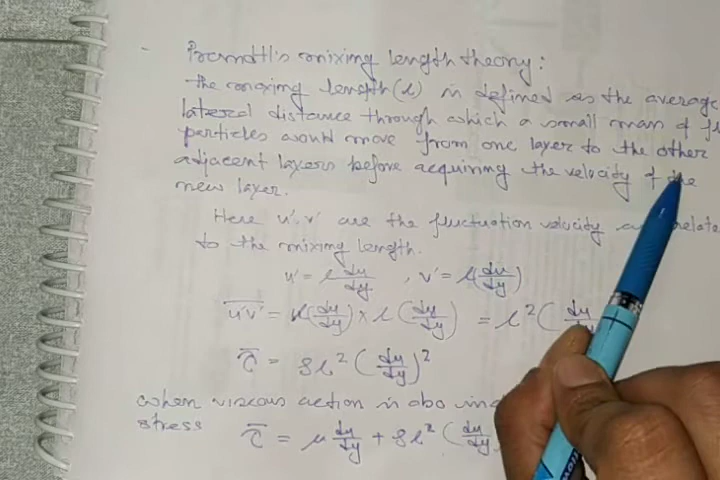 Prandtl's mixing length theory:
The mixing length (l) is defined as the average
lateral distance through which a small mass of
particles would move from one layer to the other
adjacent layers before acquiring the velocity of the
new layer.
Here u'. v' are the fluctuation velocity
to the mixing length.
u' = l du/dy , v' = l(du/dy)
u'v' = l(du/dy) × l(du/dy) = l² (du/dy
τ = ρl² (du/dy)²
when viscous action is also
stress
τ = μ du/dy + ρl² (du/dy